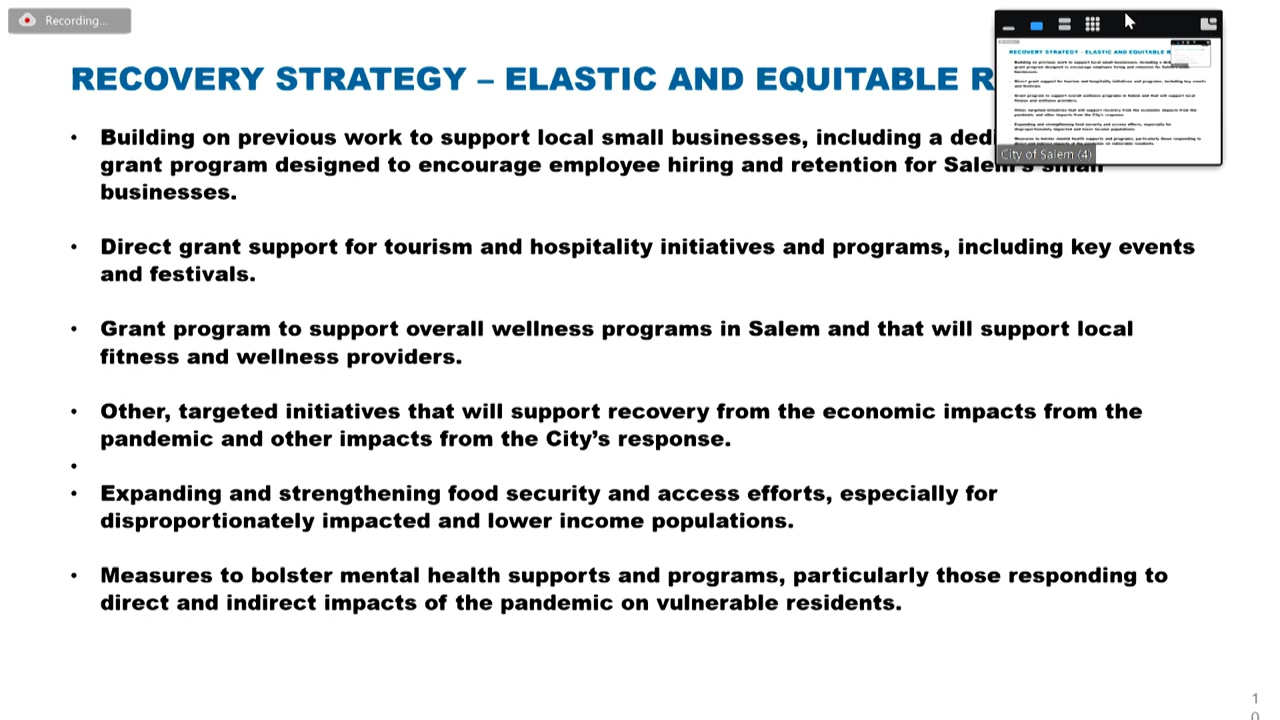 Recording...
RECOVERY STRATEGY – ELASTIC AND EQUITABLE R
• Building on previous work to support local small businesses, including a
grant program designed to encourage employee hiring and retention for Salem's small
businesses.
• Direct grant support for tourism and hospitality initiatives and programs, including key events
and festivals.
• Grant program to support overall wellness programs in Salem and that will support local
fitness and wellness providers.
• Other, targeted initiatives that will support recovery from the economic impacts from the
pandemic and other impacts from the City’s response.
•
• Expanding and strengthening food security and access efforts, especially for
disproportionately impacted and lower income populations.
• Measures to bolster mental health supports and programs, particularly those responding to
direct and indirect impacts of the pandemic on vulnerable residents.
City of Salem (4)
10